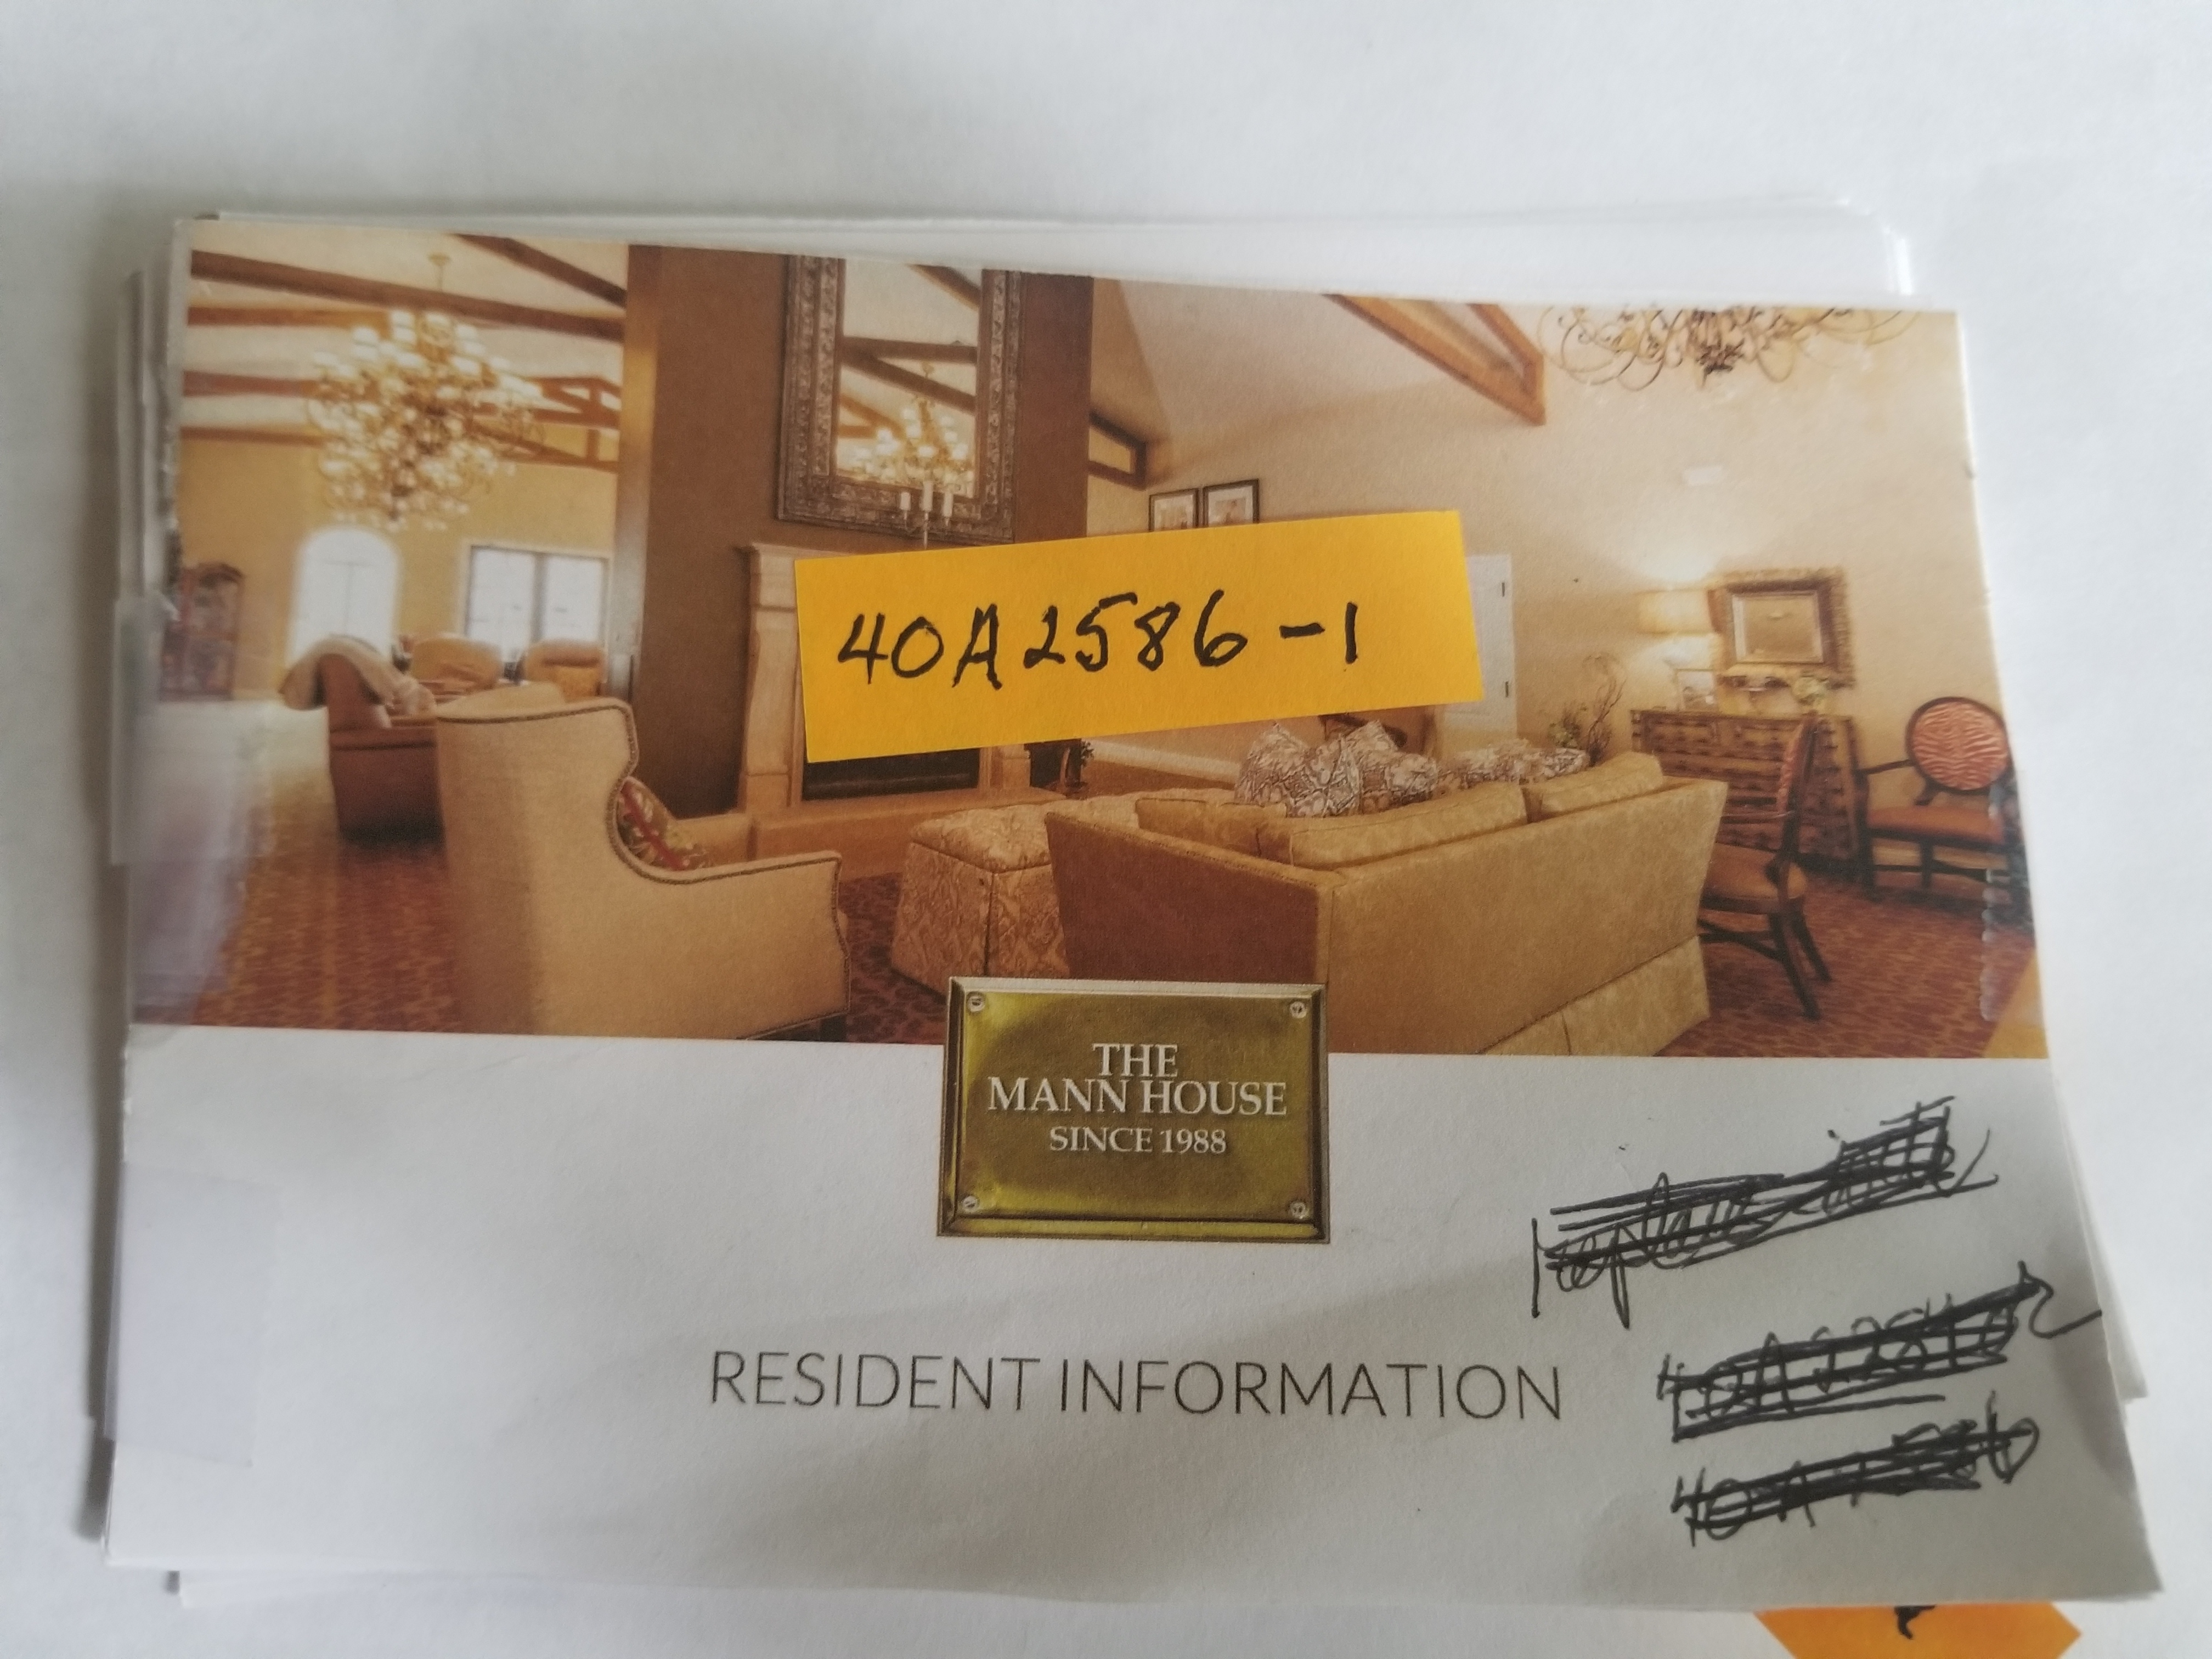 40A2586-1
THE
MANN HOUSE
SINCE 1988
RESIDENT INFORMATION